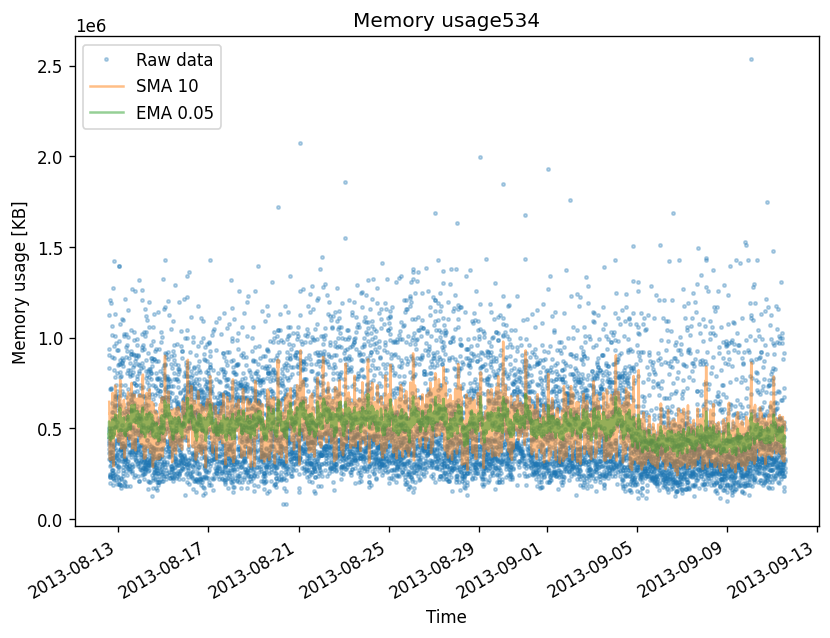 Memory usage534
1e6
Raw data
SMA 10
EMA 0.05
2.5
2.0
1.5
1.0
0.5
0.0
Memory usage [KB]
2013-08-13
2013-08-17
2013-08-21
2013-08-25
2013-08-29
2013-09-01
2013-09-05
2013-09-09
2013-09-13
Time